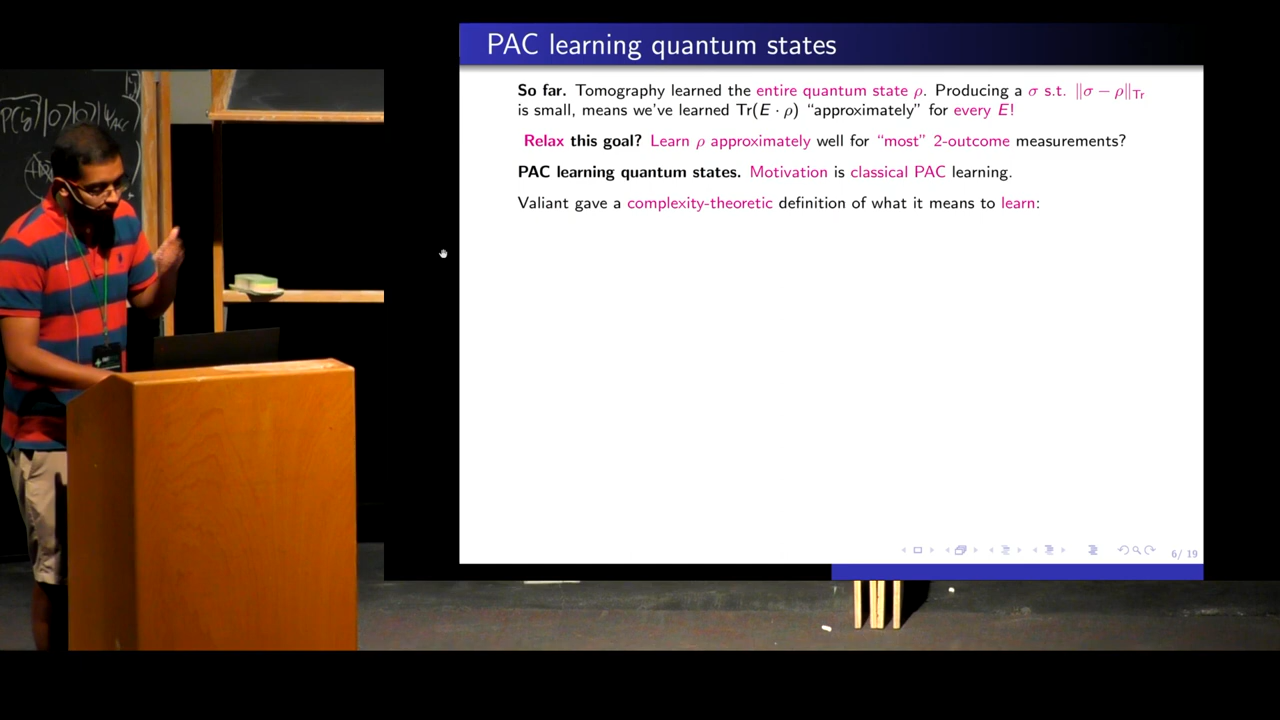 PAC learning quantum states
So far. Tomography learned the entire quantum state ρ. Producing a σ s.t. ‖σ − ρ‖Tr
is small, means we've learned Tr(E · ρ) "approximately" for every E!
Relax this goal? Learn ρ approximately well for "most" 2-outcome measurements?
PAC learning quantum states. Motivation is classical PAC learning.
Valiant gave a complexity-theoretic definition of what it means to learn:
6/ 19